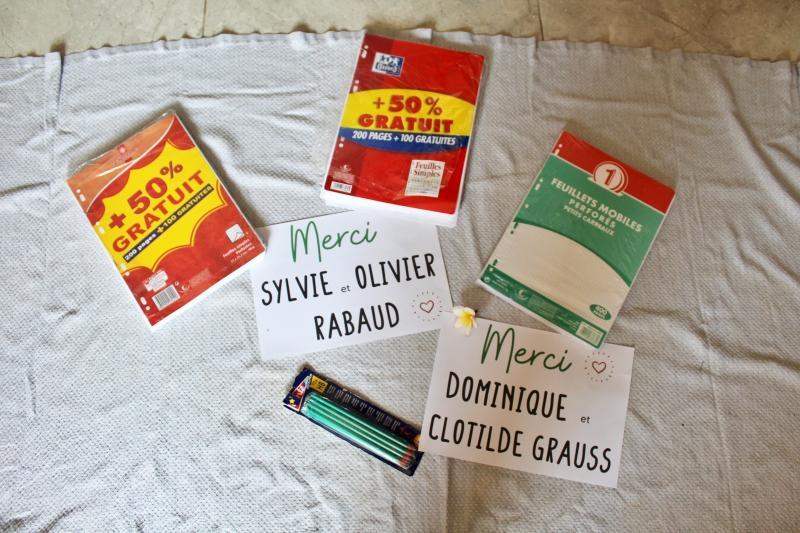 +50%
GRATUIT
200 PAGES + 100 GRATUITES
Feuilles
Simples
+50%
GRATUIT
200 pages +100 GRATUITES
1
FEUILLETS MOBILES
PERFORÉS
PETITS CARREAUX
400
Merci
SYLVIE et OLIVIER
RABAUD
Merci
DOMINIQUE et
CLOTILDE GRAUSS